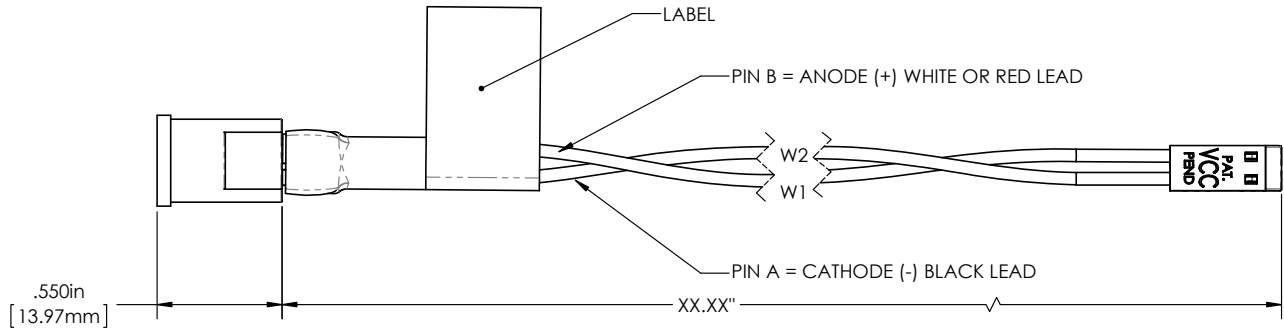 LABEL
PIN B = ANODE (+) WHITE OR RED LEAD
W2
W1
PAT.
VCC
PEND
PIN A = CATHODE (-) BLACK LEAD
.550in
[13.97mm]
XX.XX"